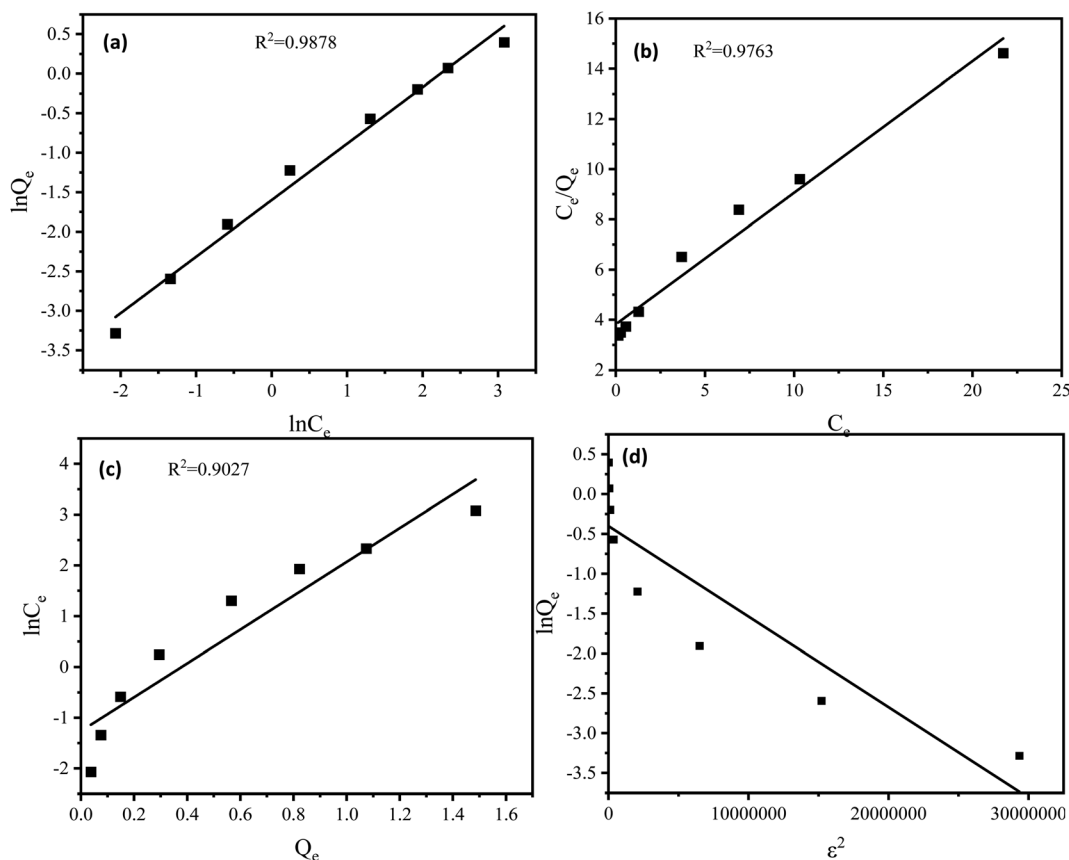 (a)
R²=0.9878
0.5
0.0
-0.5
-1.0
-1.5
-2.0
-2.5
-3.0
-3.5
lnQₑ
-2 -1 0 1 2 3
lnCₑ
(b)
R²=0.9763
16
14
12
10
8
6
4
2
Cₑ/Qₑ
0 5 10 15 20 25
Cₑ
(c)
R²=0.9027
4
3
2
1
0
-1
-2
lnCₑ
0.0 0.2 0.4 0.6 0.8 1.0 1.2 1.4 1.6
Qₑ
(d)
0.5
0.0
-0.5
-1.0
-1.5
-2.0
-2.5
-3.0
-3.5
lnQₑ
0 10000000 20000000 30000000
ε²